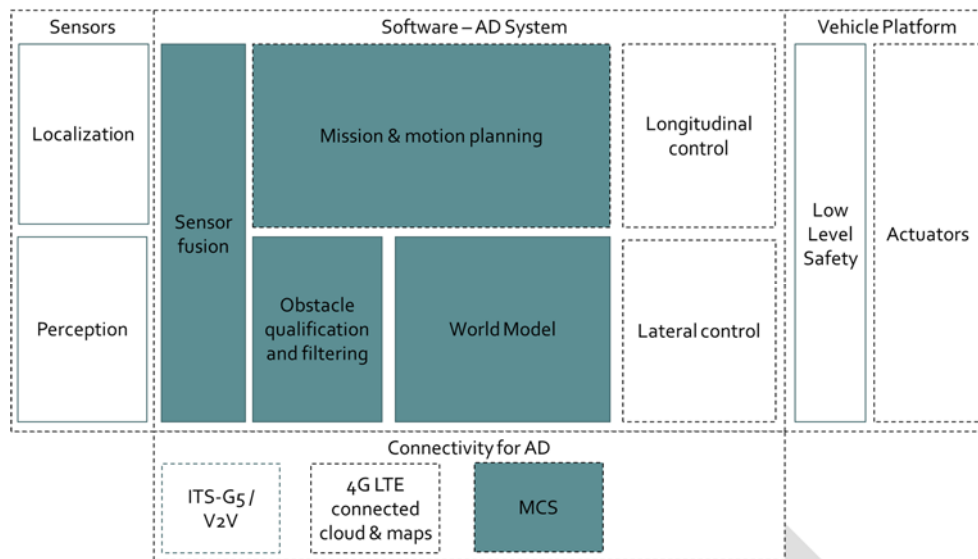 Sensors
Software – AD System
Vehicle Platform
Localization
Perception
Sensor
fusion
Mission & motion planning
Obstacle
qualification
and filtering
World Model
Longitudinal
control
Lateral control
Low
Level
Safety
Actuators
Connectivity for AD
ITS-G5 /
V2V
4G LTE
connected
cloud & maps
MCS